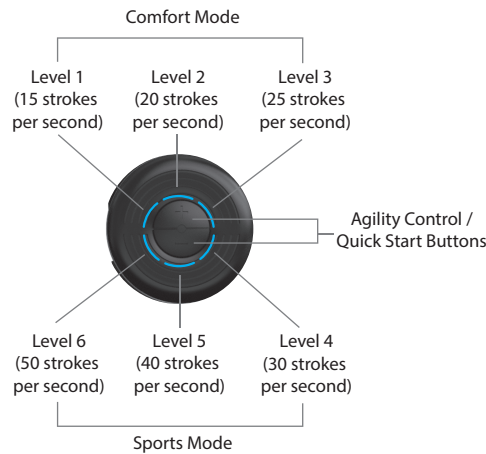 Comfort Mode
Level 1
(15 strokes
per second)
Level 2
(20 strokes
per second)
Level 3
(25 strokes
per second)
Agility Control /
Quick Start Buttons
Level 6
(50 strokes
per second)
Level 5
(40 strokes
per second)
Level 4
(30 strokes
per second)
Sports Mode